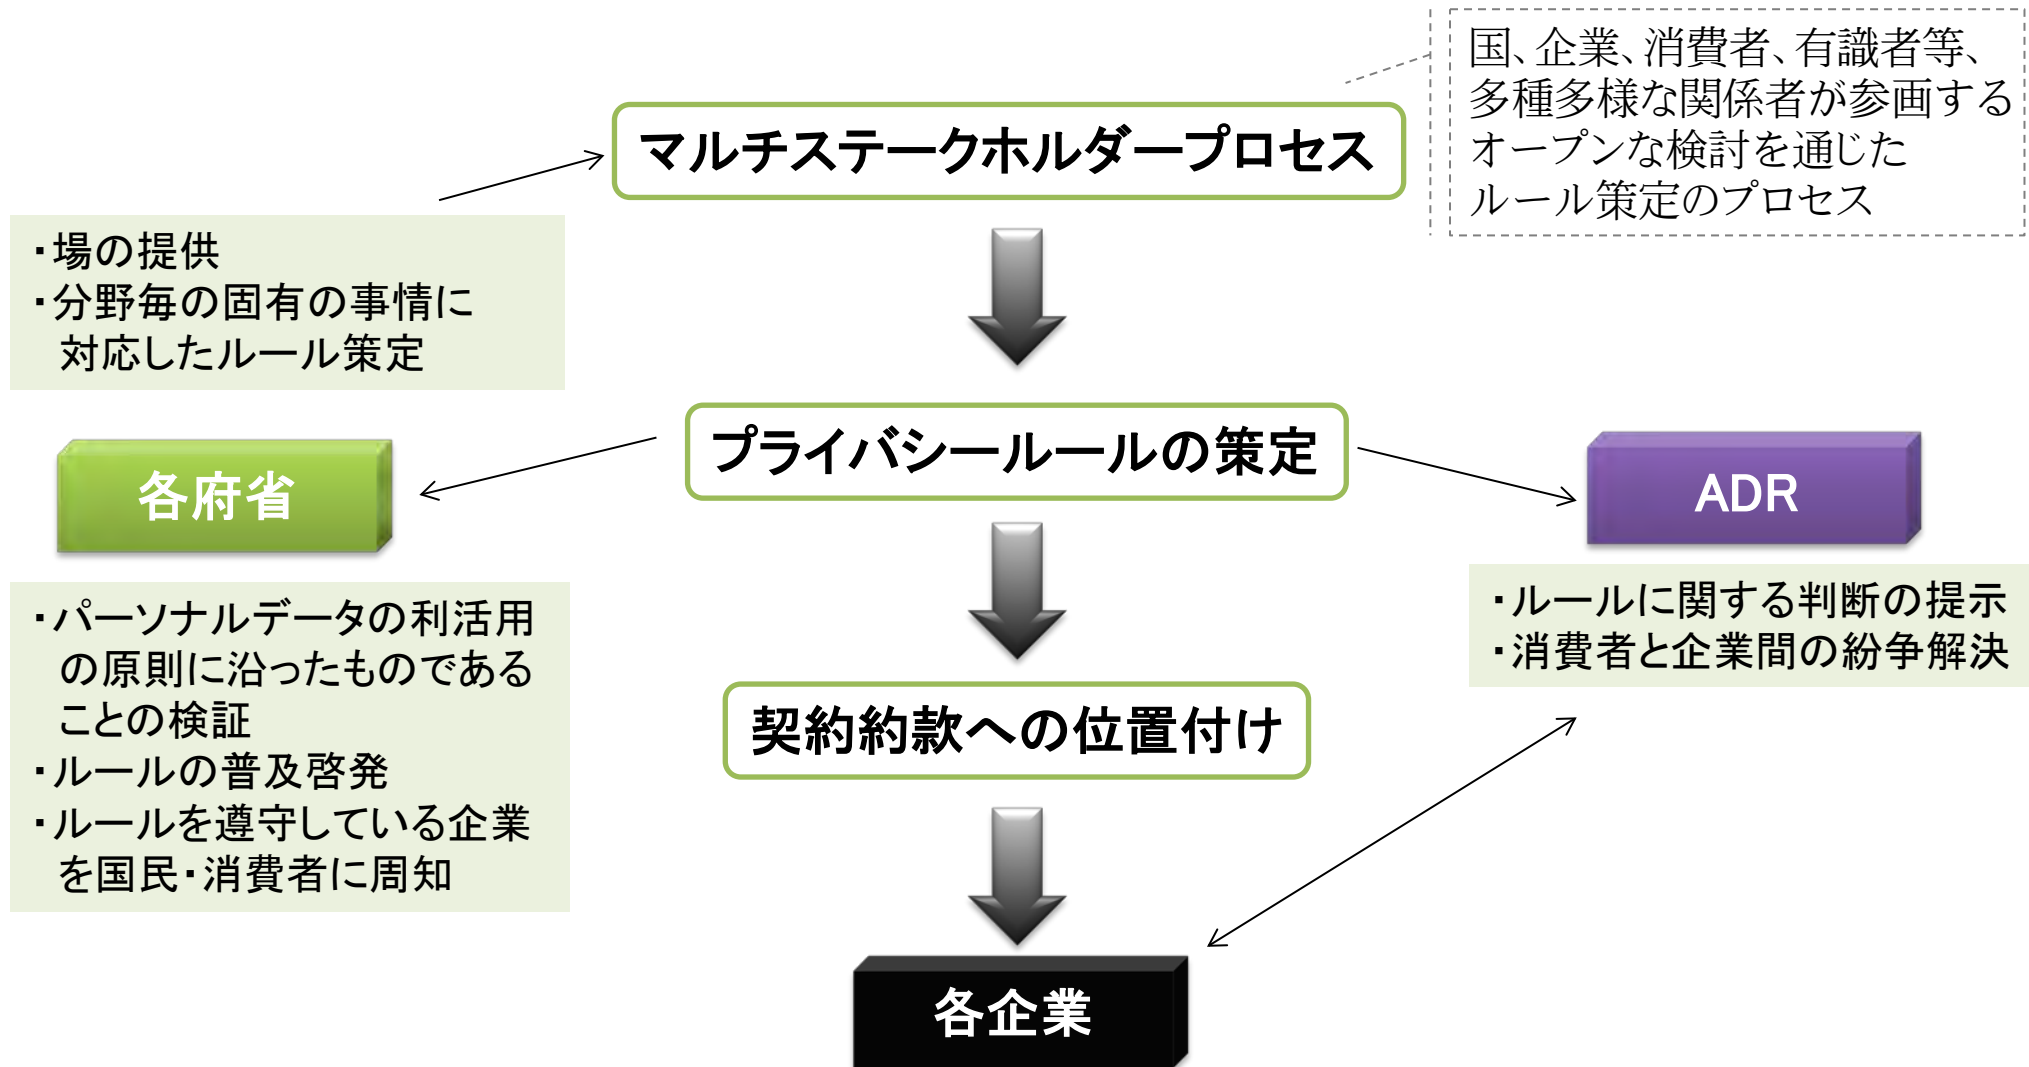 国、企業、消費者、有識者等、
多種多様な関係者が参画する
オープンな検討を通じた
ルール策定のプロセス
マルチステークホルダープロセス
・場の提供
・分野毎の固有の事情に
対応したルール策定
プライバシールールの策定
各府省
ADR
・パーソナルデータの利活用
の原則に沿ったものである
ことの検証
・ルールの普及啓発
・ルールを遵守している企業
を国民・消費者に周知
・ルールに関する判断の提示
・消費者と企業間の紛争解決
契約約款への位置付け
各企業